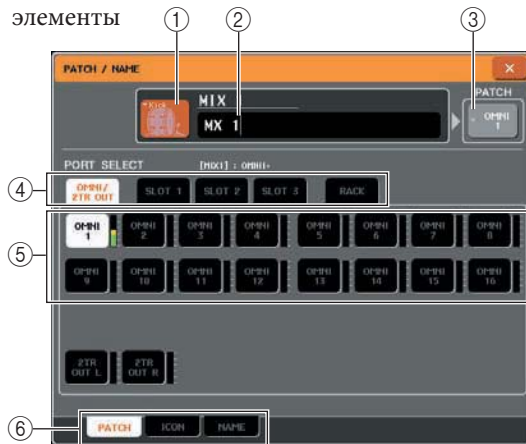 элементы
① ② ③
PATCH / NAME ×
Kick MIX PATCH
MX 1 OMNI 1
PORT SELECT [MIX1] : OMNI1
④ OMNI/ 2TR OUT SLOT 1 SLOT 2 SLOT 3 RACK
⑤ OMNI 1 OMNI 2 OMNI 3 OMNI 4 OMNI 5 OMNI 6 OMNI 7 OMNI 8
OMNI 9 OMNI 10 OMNI 11 OMNI 12 OMNI 13 OMNI 14 OMNI 15 OMNI 16
2TR OUT L 2TR OUT R
⑥ PATCH ICON NAME